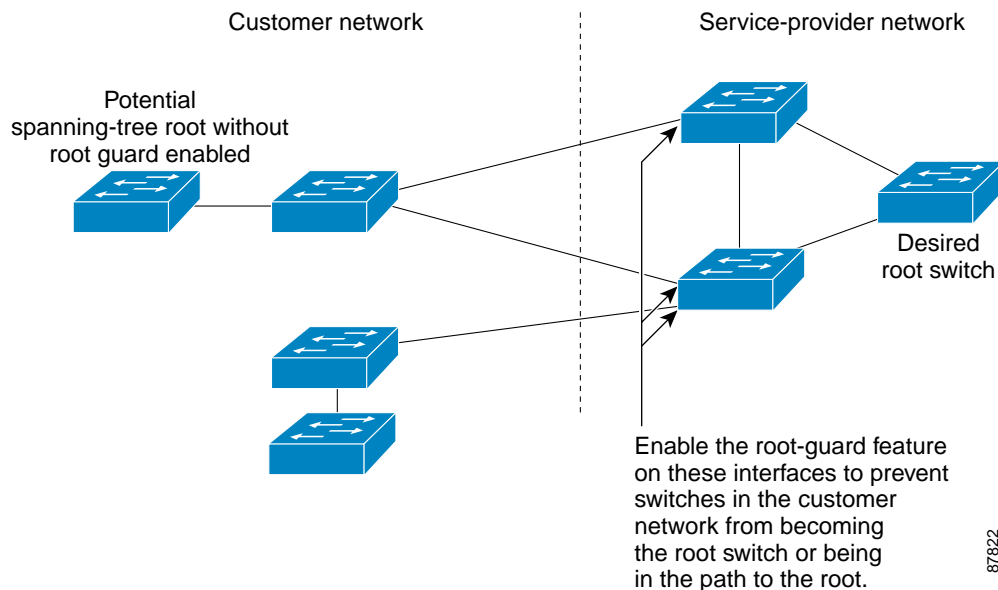 Customer network
Service-provider network
Potential
spanning-tree root without
root guard enabled
Desired
root switch
Enable the root-guard feature
on these interfaces to prevent
switches in the customer
network from becoming
the root switch or being
in the path to the root.
87822